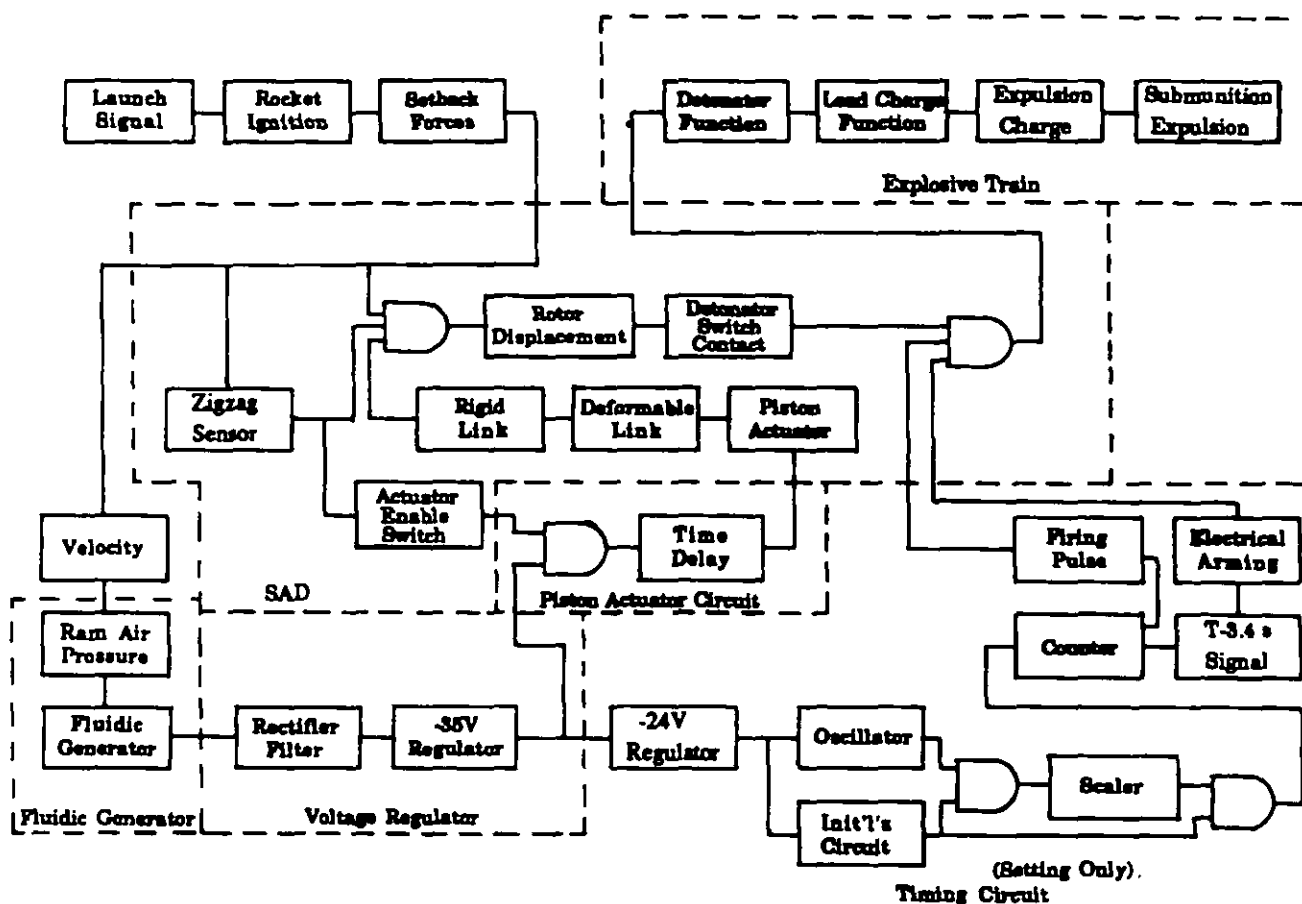 Launch
Signal
Rocket
Ignition
Setback
Forces
Detonator
Function
Lead Charge
Function
Expulsion
Charge
Submunition
Expulsion
Explosive Train
Rotor
Displacement
Detonator
Switch
Contact
Zigzag
Sensor
Rigid
Link
Deformable
Link
Piston
Actuator
Actuator
Enable
Switch
Time
Delay
Velocity
Firing
Pulse
Electrical
Arming
SAD
Piston Actuator Circuit
Ram Air
Pressure
Counter
T-3.4 s
Signal
Fluidic
Generator
Rectifier
Filter
-35V
Regulator
-24V
Regulator
Oscillator
Scaler
Fluidic Generator
Voltage Regulator
Init'l's
Circuit
(Setting Only).
Timing Circuit